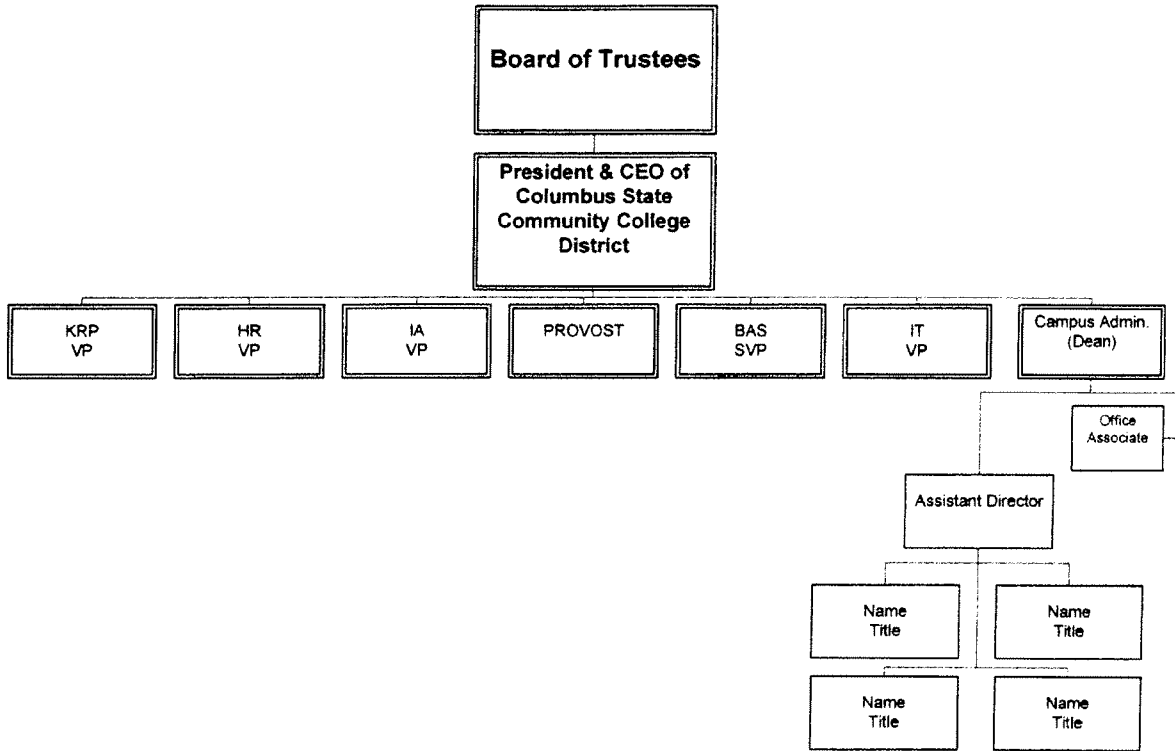 Board of Trustees
President & CEO of
Columbus State
Community College
District
KRP
VP
HR
VP
IA
VP
PROVOST
BAS
SVP
IT
VP
Campus Admin.
(Dean)
Office
Associate
Assistant Director
Name
Title
Name
Title
Name
Title
Name
Title